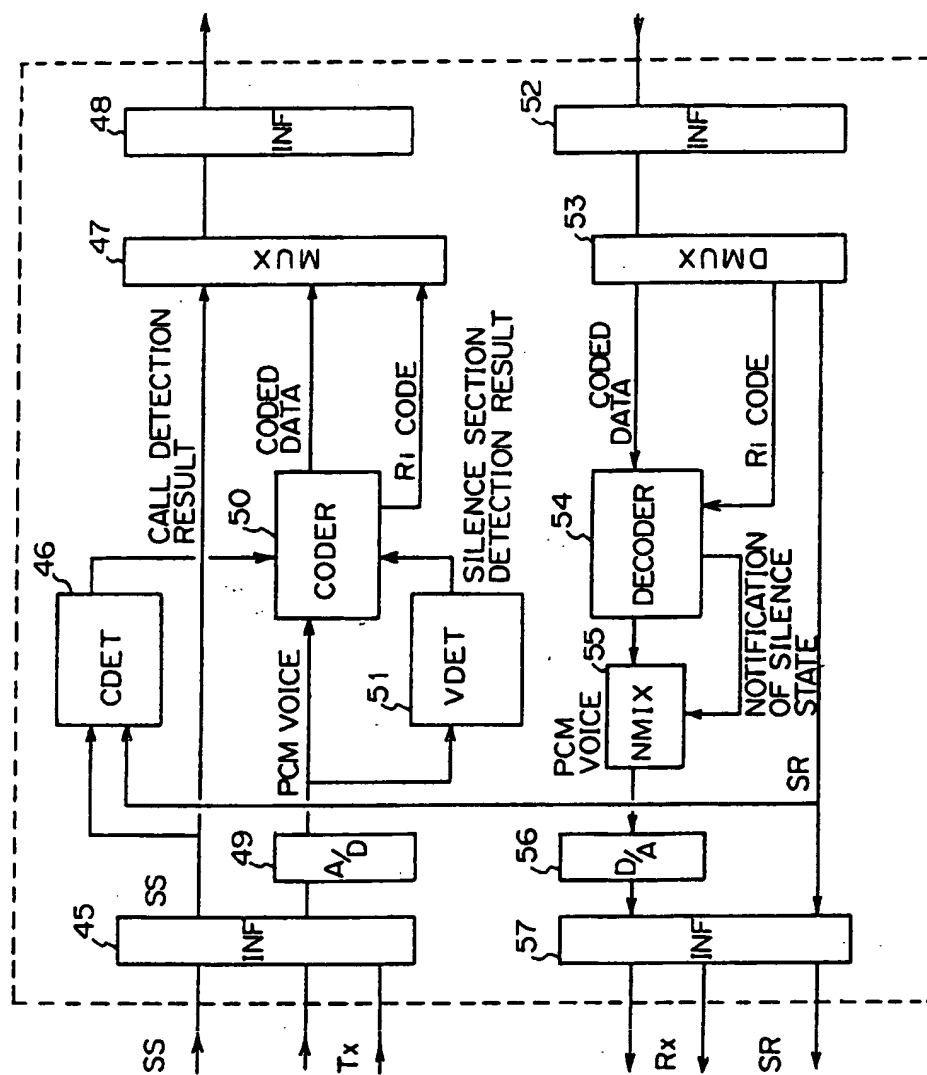 46
CDET
CALL DETECTION
RESULT
47
MUX
48
INF
45
INF
SS
SS
49
A/D
PCM VOICE
50
CODER
CODED
DATA
Ri CODE
51
VDET
SILENCE SECTION
DETECTION RESULT
Tx
52
INF
53
DMUX
CODED
DATA
Ri CODE
54
DECODER
55
NMIX
PCM
VOICE
NOTIFICATION
OF SILENCE
STATE
56
D/A
57
INF
Rx
SR
SR